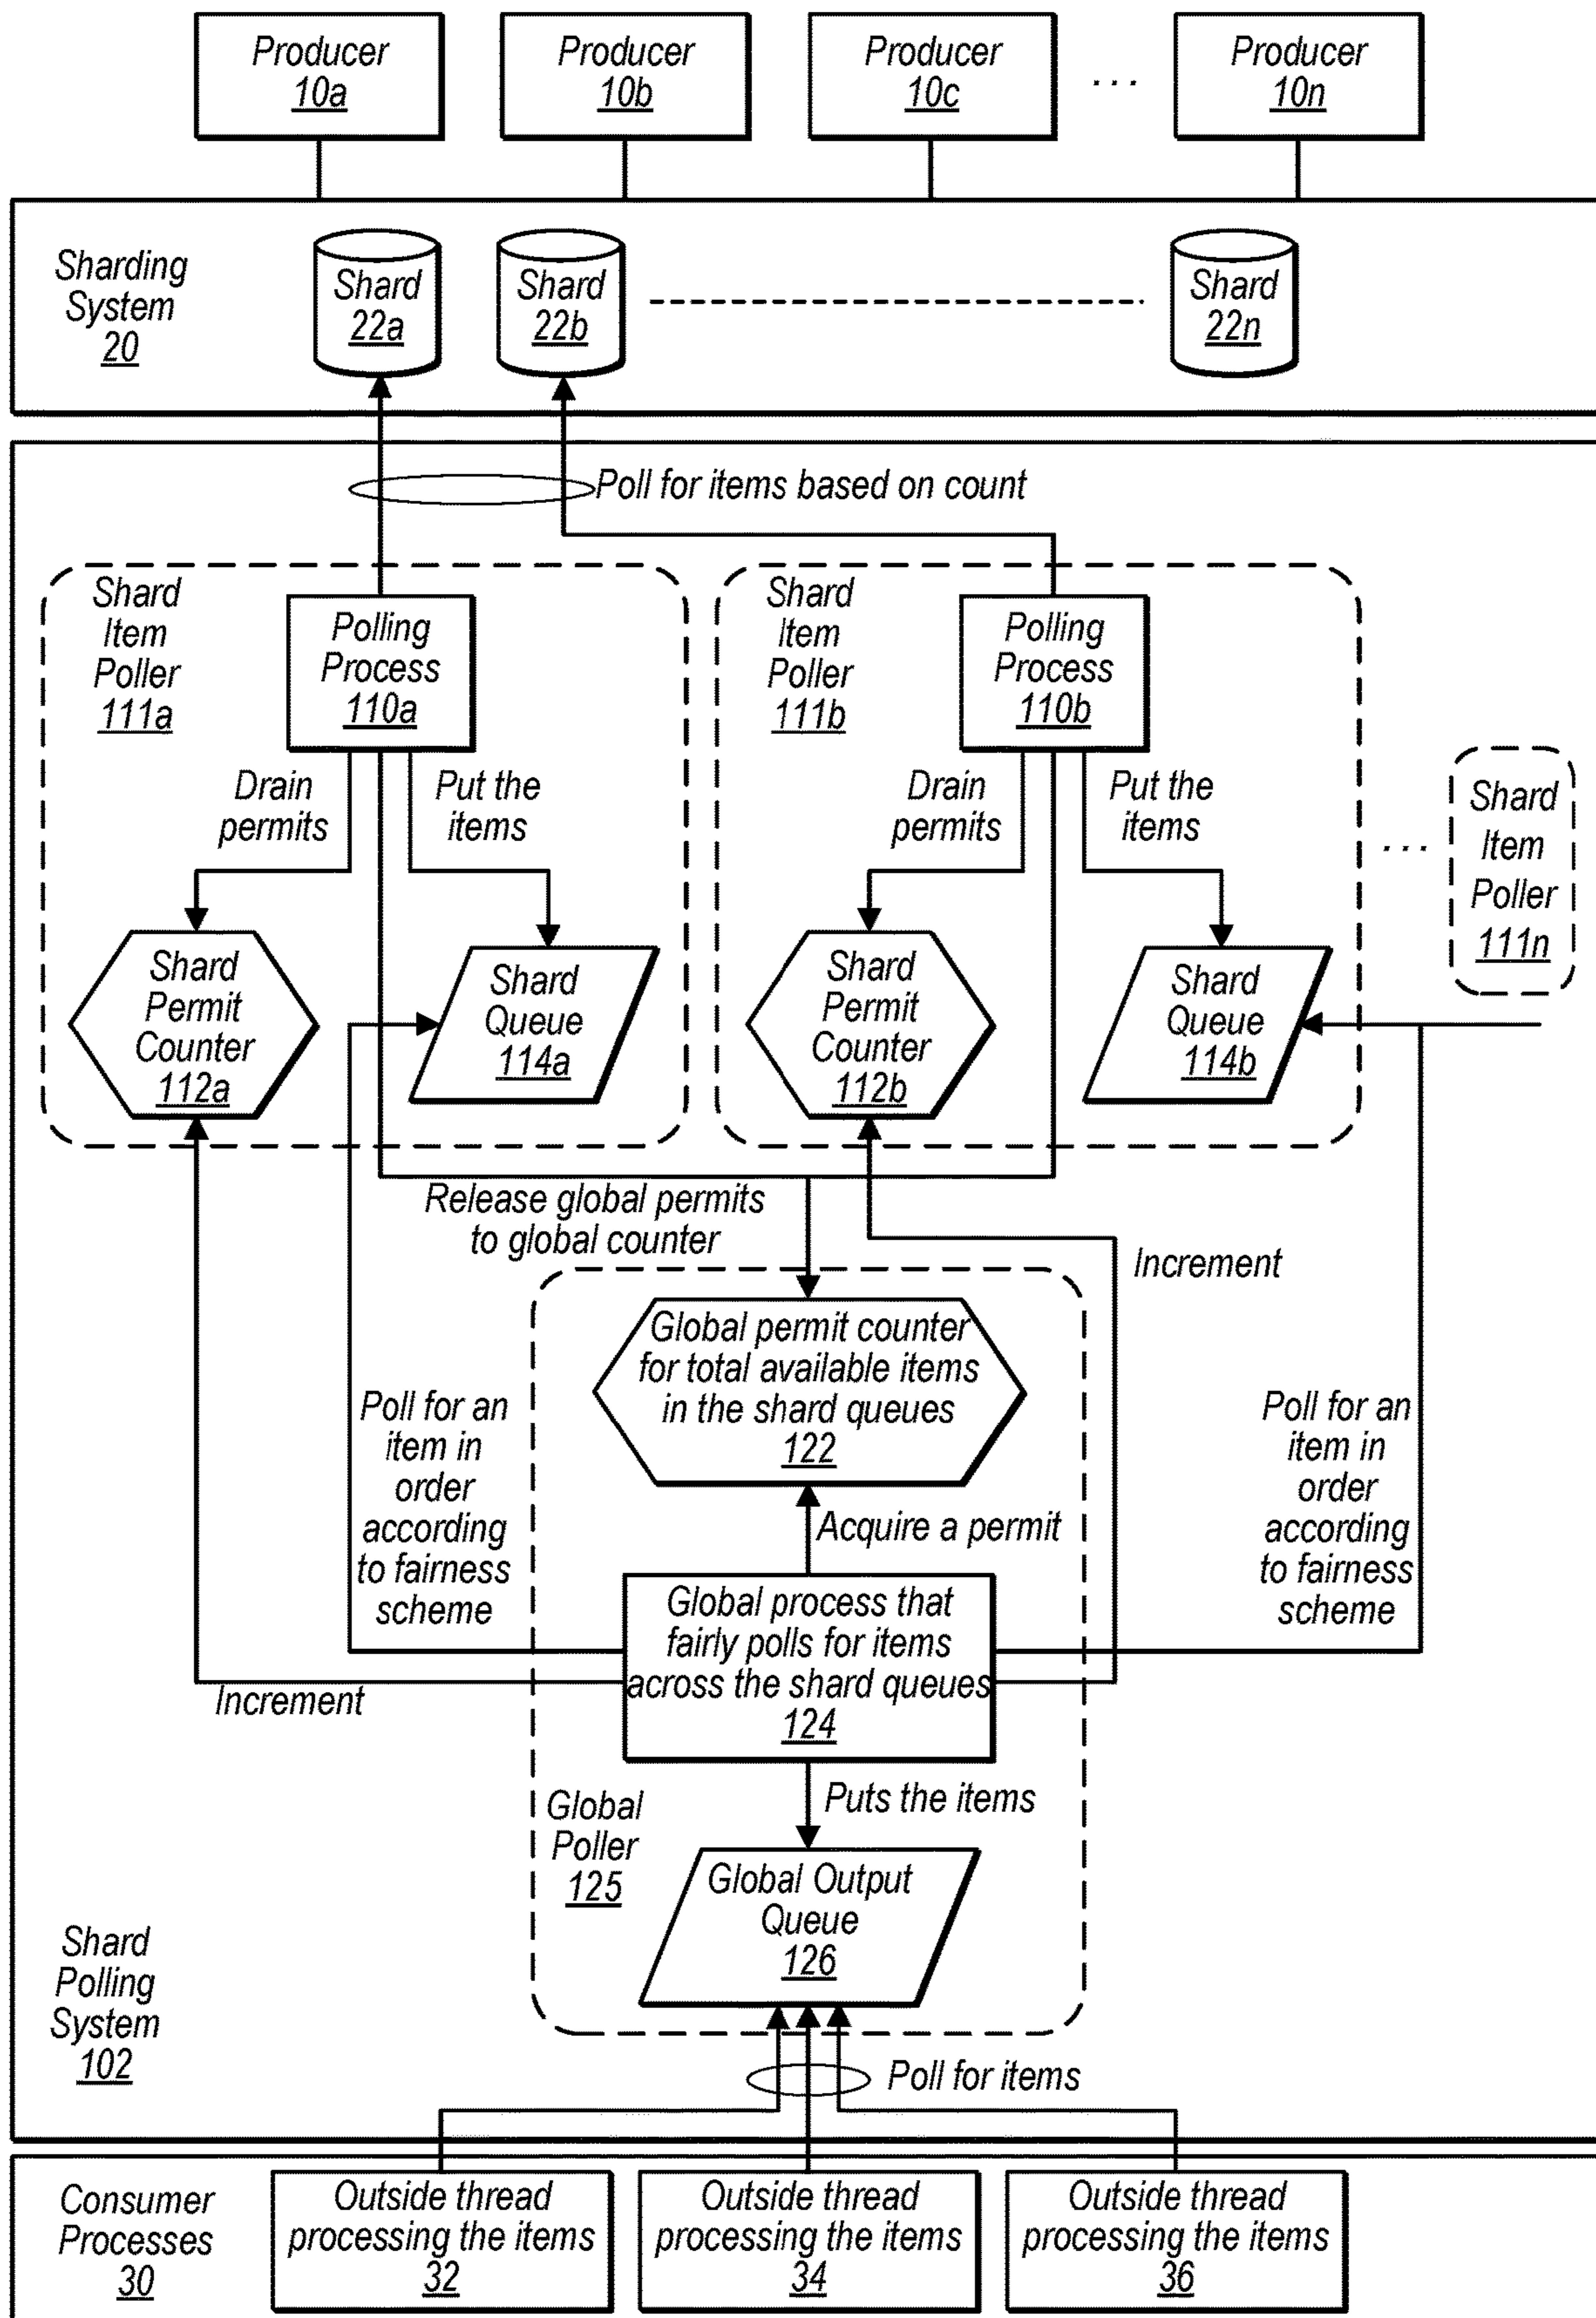 Producer
10a
Producer
10b
Producer
10c
. . .
Producer
10n
Sharding
System
20
Shard
22a
Shard
22b
Shard
22n
Poll for items based on count
Shard
Item
Poller
111a
Polling
Process
110a
Shard
Item
Poller
111b
Polling
Process
110b
Drain
permits
Put the
items
Drain
permits
Put the
items
. . .
Shard
Item
Poller
111n
Shard
Permit
Counter
112a
Shard
Queue
114a
Shard
Permit
Counter
112b
Shard
Queue
114b
Release global permits
to global counter
Increment
Global permit counter
for total available items
in the shard queues
122
Poll for an
item in
order
according
to fairness
scheme
Poll for an
item in
order
according
to fairness
scheme
Acquire a permit
Global process that
fairly polls for items
across the shard queues
124
Increment
Puts the items
Global
Poller
125
Global Output
Queue
126
Shard
Polling
System
102
Poll for items
Consumer
Processes
30
Outside thread
processing the items
32
Outside thread
processing the items
34
Outside thread
processing the items
36